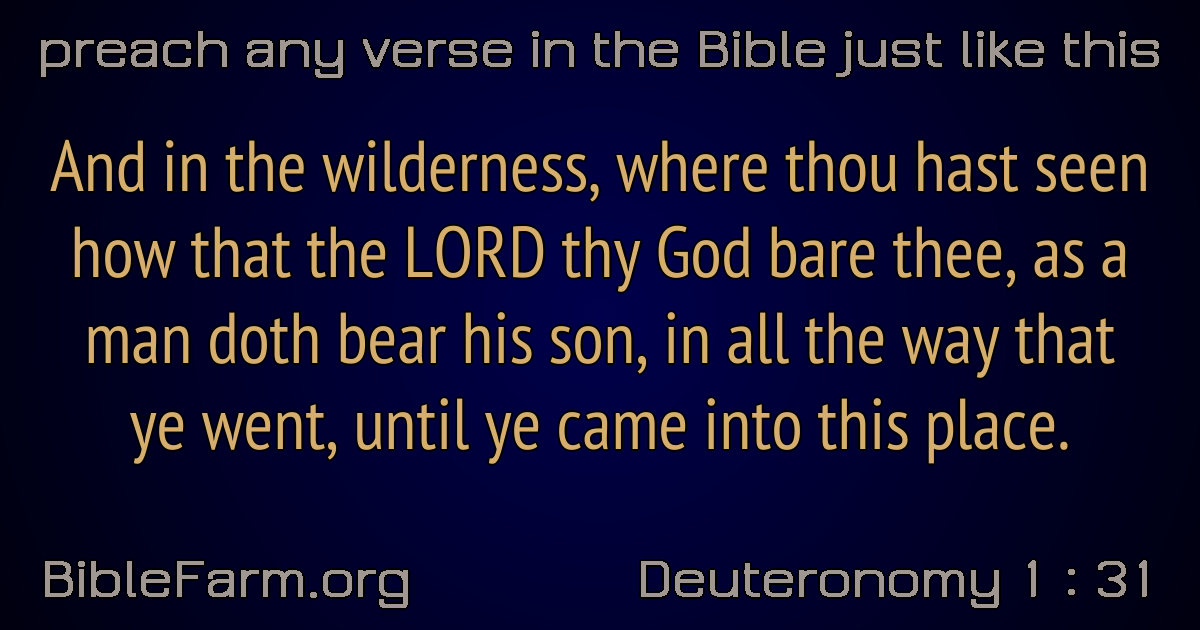 preach any verse in the Bible just like this
And in the wilderness, where thou hast seen
how that the LORD thy God bare thee, as a
man doth bear his son, in all the way that
ye went, until ye came into this place.
BibleFarm.org
Deuteronomy 1 : 31